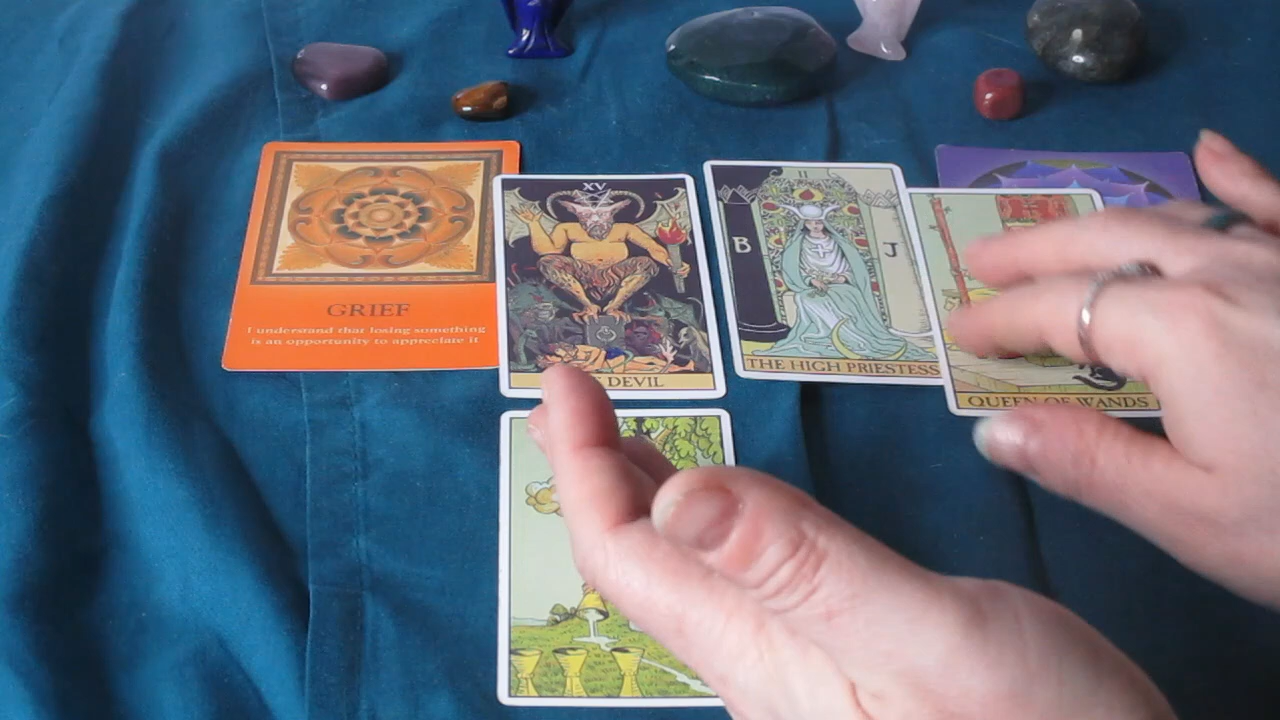 GRIEF
I understand that losing something
is an opportunity to appreciate it
XV
DEVIL
II
B
J
THE HIGH PRIESTESS
QUEEN OF WANDS